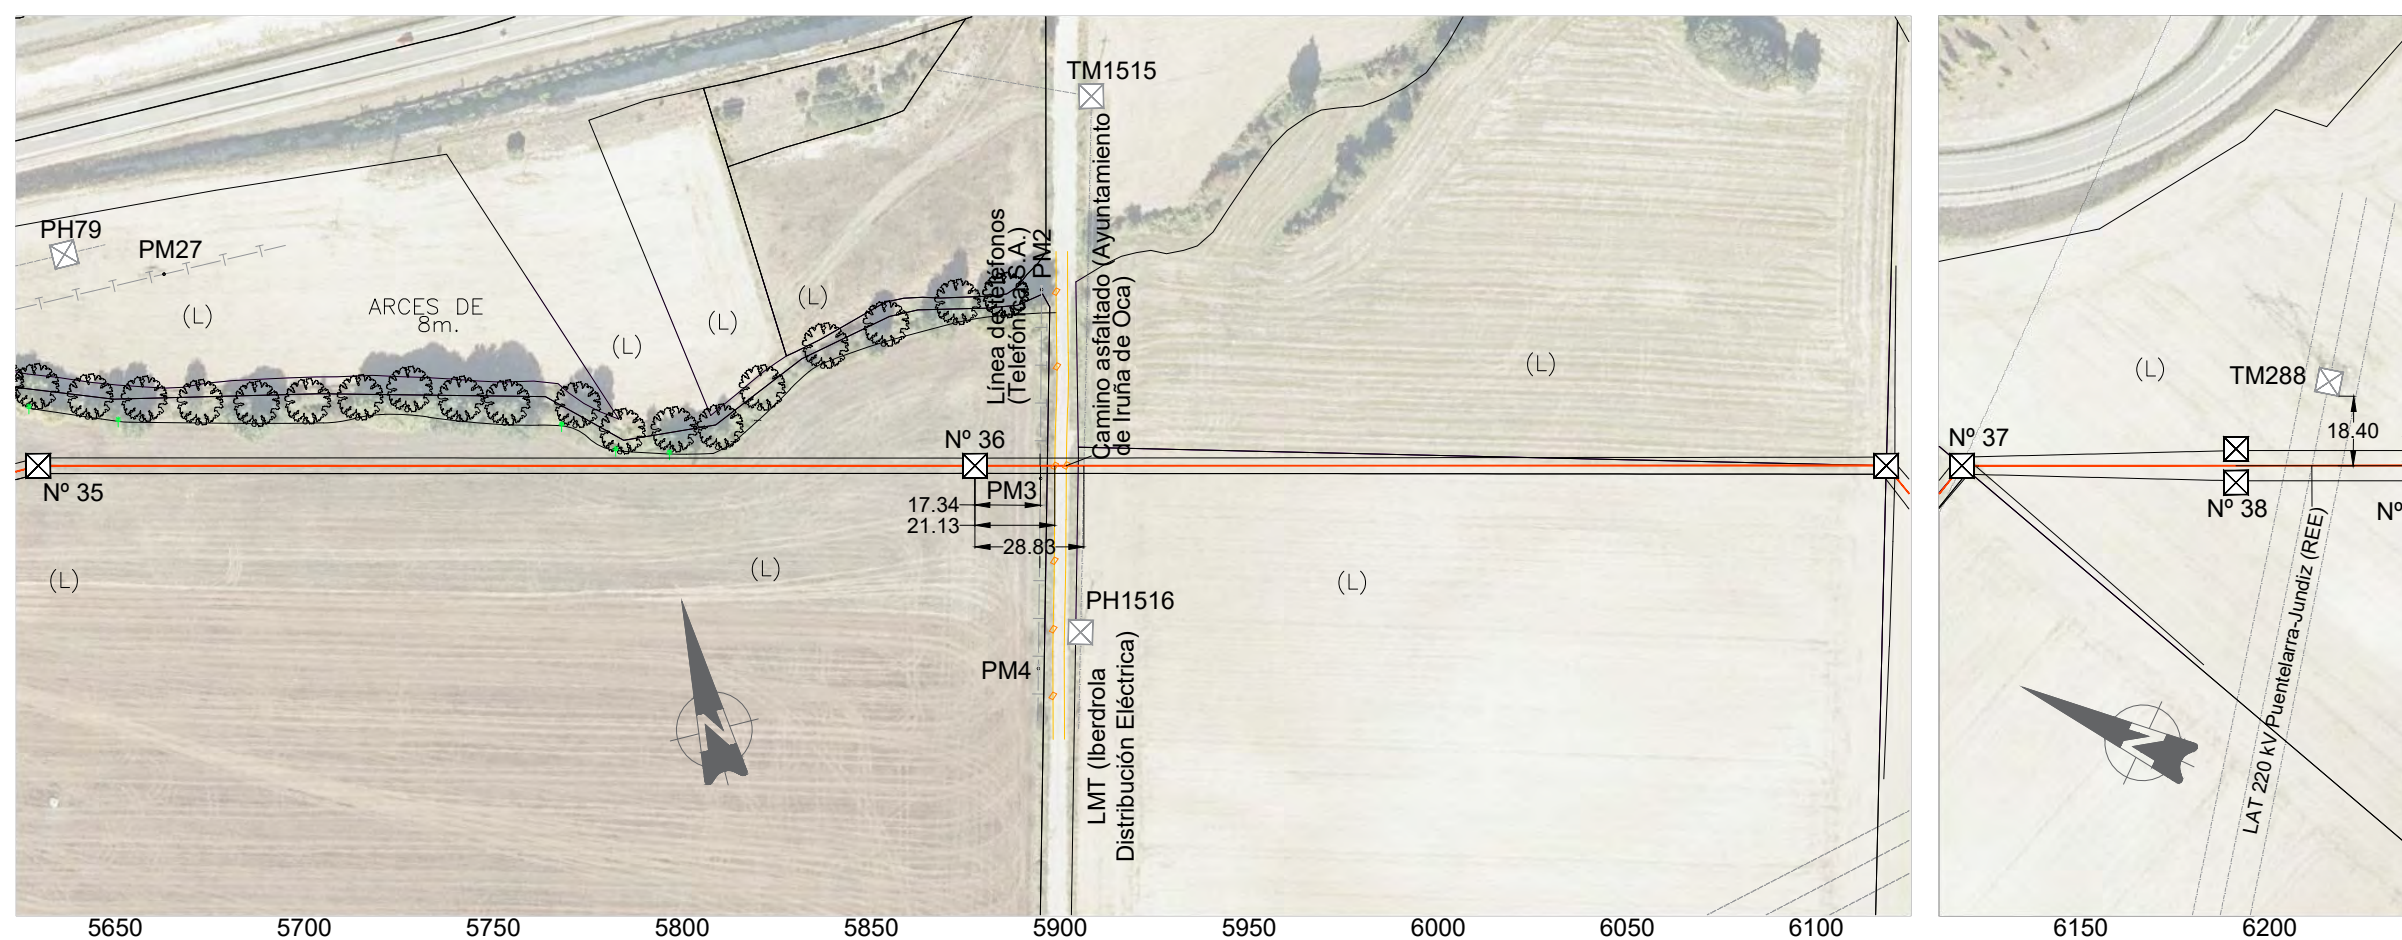 TM1515
PH79
PM27
(L)
ARCES DE
8m.
(L)
(L)
(L)
Línea de teléfonos
(Telefónica S.A.)
PM2
Camino asfaltado (Ayuntamiento
de Iruña de Oca)
(L)
(L)
TM288
18.40
Nº 35
Nº 36
PM3
17.34
21.13
28.83
Nº 37
Nº 38
Nº
(L)
(L)
(L)
PH1516
PM4
LMT (Iberdrola
Distribución Eléctrica)
LAT 220 kV Puentelarra-Jundiz (REE)
5650 5700 5750 5800 5850 5900 5950 6000 6050 6100 6150 6200